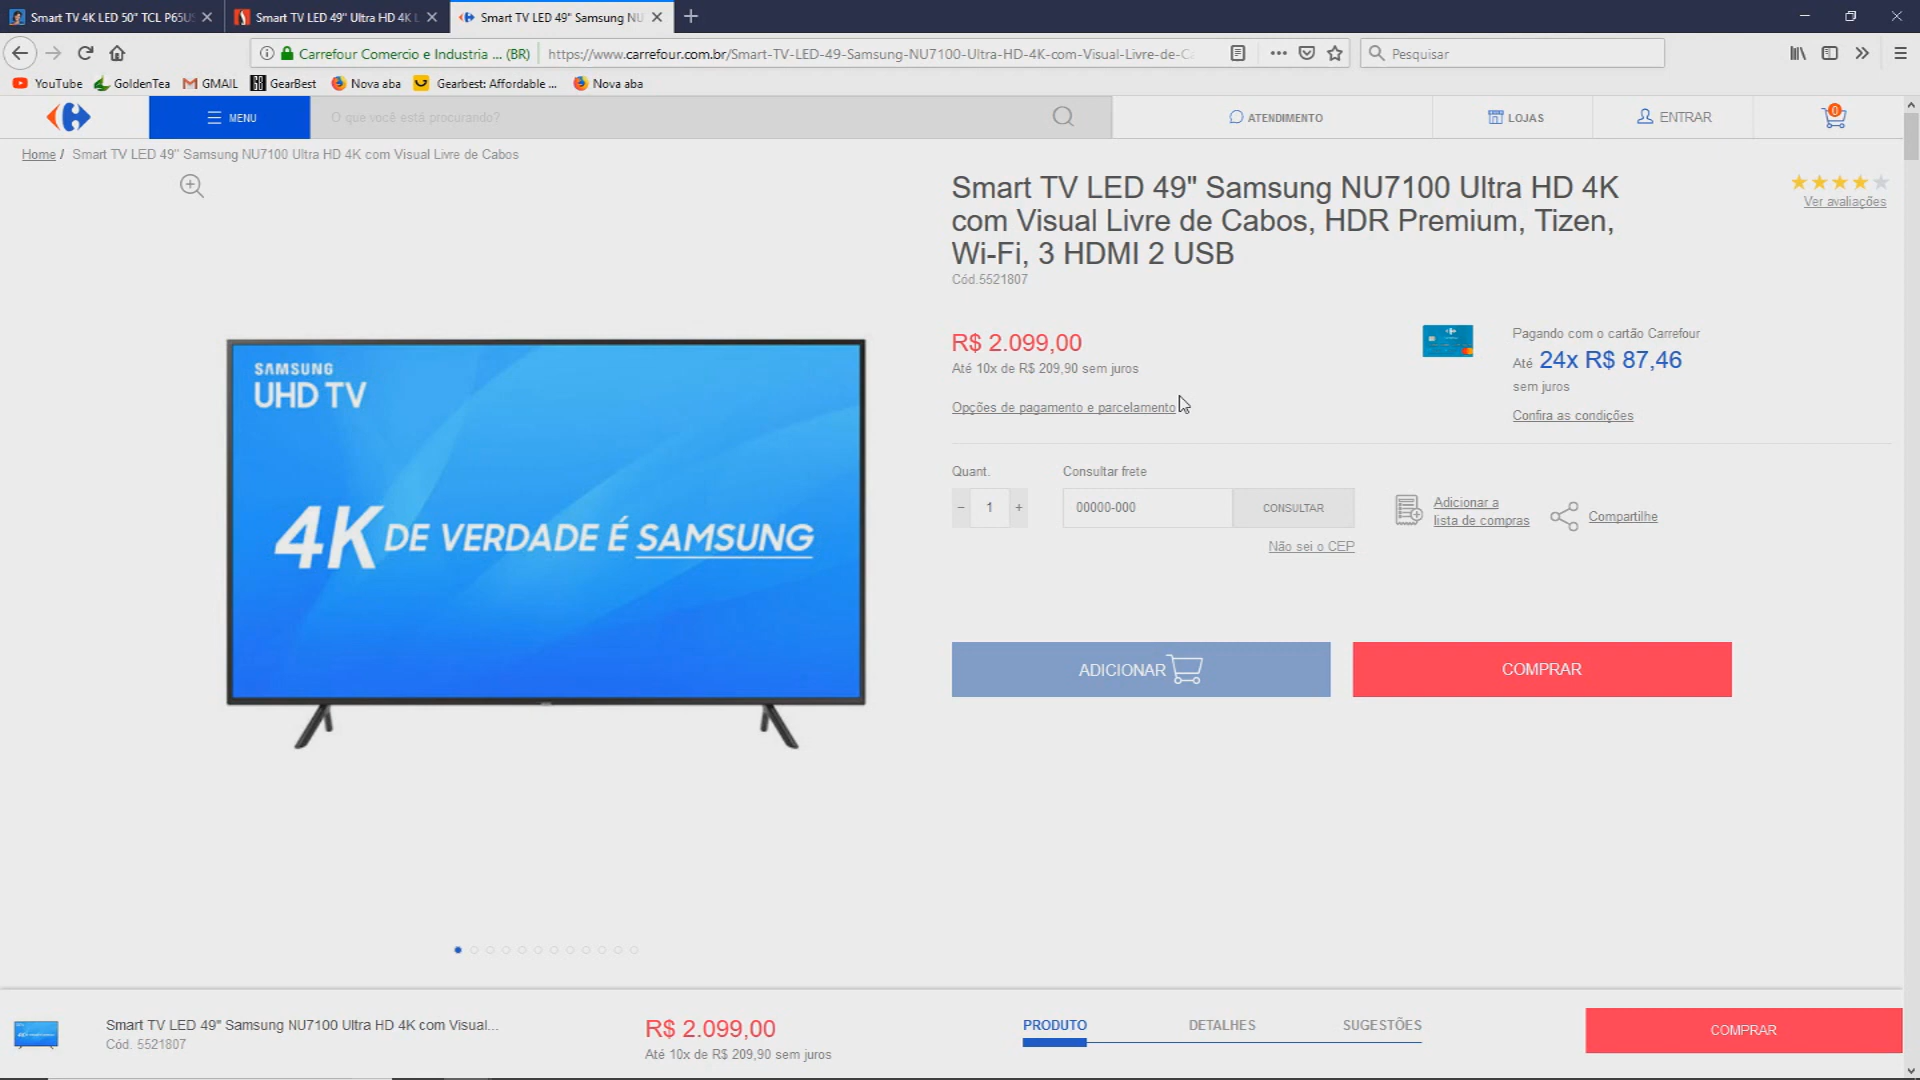 Smart TV 4K LED 50" TCL P65US
Smart TV LED 49" Ultra HD 4K L
Smart TV LED 49" Samsung NU
Carrefour Comercio e Industria ... (BR)
https://www.carrefour.com.br/Smart-TV-LED-49-Samsung-NU7100-Ultra-HD-4K-com-Visual-Livre-de-C
Pesquisar
YouTube
GoldenTea
GMAIL
GearBest
Nova aba
Gearbest: Affordable ...
Nova aba
MENU
O que você está procurando?
ATENDIMENTO
LOJAS
ENTRAR
0
Home / Smart TV LED 49" Samsung NU7100 Ultra HD 4K com Visual Livre de Cabos
Smart TV LED 49" Samsung NU7100 Ultra HD 4K
com Visual Livre de Cabos, HDR Premium, Tizen,
Wi-Fi, 3 HDMI 2 USB
Cód.5521807
Ver avaliações
R$ 2.099,00
Até 10x de R$ 209,90 sem juros
Opções de pagamento e parcelamento
Pagando com o cartão Carrefour
Até 24x R$ 87,46
sem juros
Confira as condições
SAMSUNG
UHD TV
4K DE VERDADE É SAMSUNG
Quant.
Consultar frete
- 1 +
00000-000
CONSULTAR
Não sei o CEP
Adicionar a
lista de compras
Compartilhe
ADICIONAR
COMPRAR
Smart TV LED 49" Samsung NU7100 Ultra HD 4K com Visual...
Cód. 5521807
R$ 2.099,00
Até 10x de R$ 209,90 sem juros
PRODUTO
DETALHES
SUGESTÕES
COMPRAR